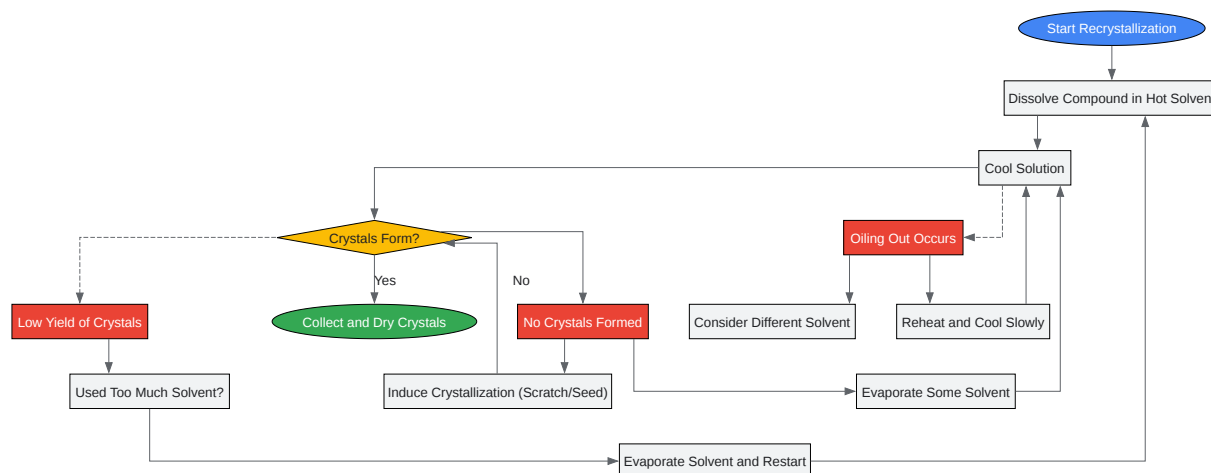 Start Recrystallization
Dissolve Compound in Hot Solvent
Cool Solution
Crystals Form?
Oiling Out Occurs
Yes
No
Low Yield of Crystals
Collect and Dry Crystals
No Crystals Formed
Consider Different Solvent
Reheat and Cool Slowly
Used Too Much Solvent?
Induce Crystallization (Scratch/Seed)
Evaporate Some Solvent
Evaporate Solvent and Restart